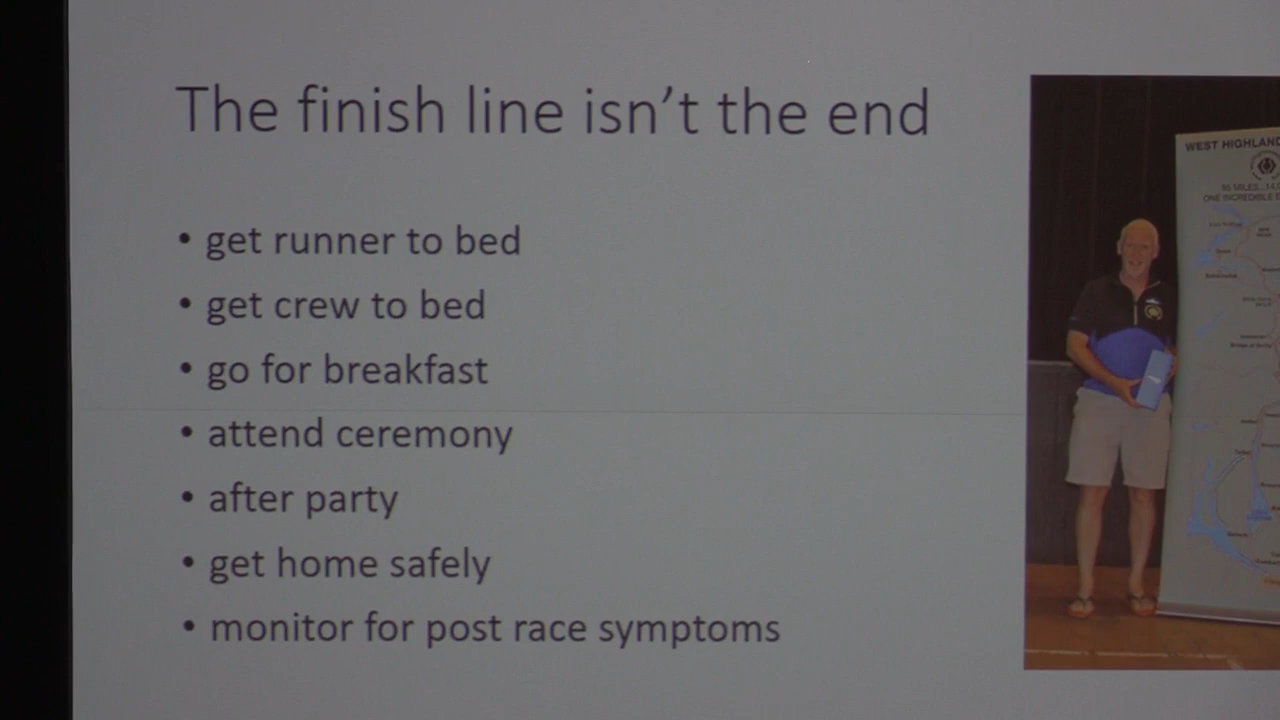 The finish line isn't the end
• get runner to bed
• get crew to bed
• go for breakfast
• attend ceremony
• after party
• get home safely
• monitor for post race symptoms
WEST HIGHLAND
95 MILES...14,
ONE INCREDIBLE